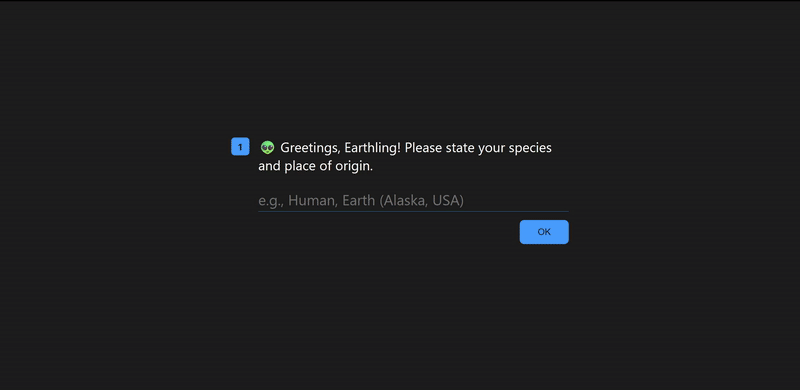 1 👽 Greetings, Earthling! Please state your species
and place of origin.
e.g., Human, Earth (Alaska, USA)
OK